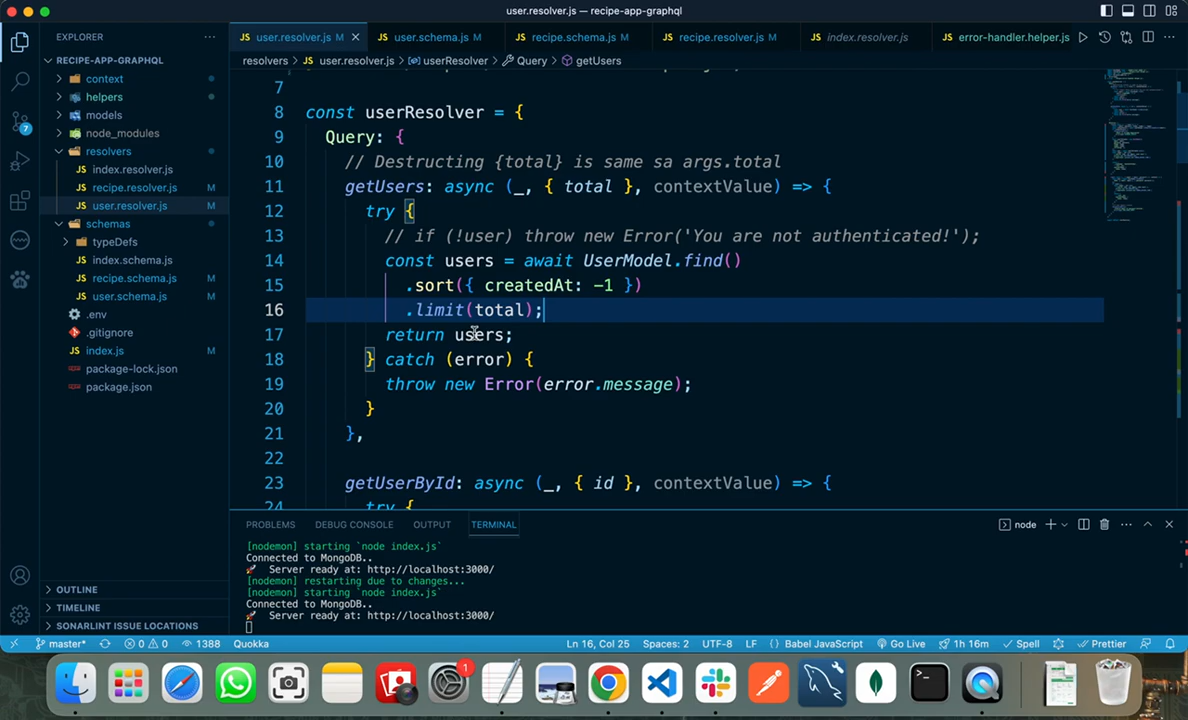 user.resolver.js — recipe-app-graphql
EXPLORER
user.resolver.js M
user.schema.js M
recipe.schema.js M
recipe.resolver.js M
index.resolver.js
error-handler.helper.js
RECIPE-APP-GRAPHQL
resolvers > user.resolver.js > userResolver > Query > getUsers
context
helpers
models
node_modules
resolvers
index.resolver.js
recipe.resolver.js M
user.resolver.js M
schemas
typeDefs
index.schema.js
recipe.schema.js M
user.schema.js M
.env
.gitignore
index.js M
package-lock.json
package.json
OUTLINE
TIMELINE
SONARLINT ISSUE LOCATIONS
7
8 const userResolver = {
9 Query: {
10 // Destructing {total} is same sa args.total
11 getUsers: async (_, { total }, contextValue) => {
12 try {
13 // if (!user) throw new Error('You are not authenticated!');
14 const users = await UserModel.find()
15 .sort({ createdAt: -1 })
16 .limit(total);
17 return users;
18 } catch (error) {
19 throw new Error(error.message);
20 }
21 },
22
23 getUserById: async (_, { id }, contextValue) => {
24 try {
PROBLEMS DEBUG CONSOLE OUTPUT TERMINAL
node
[nodemon] starting `node index.js`
Connected to MongoDB..
🚀 Server ready at: http://localhost:3000/
[nodemon] restarting due to changes...
[nodemon] starting `node index.js`
Connected to MongoDB..
🚀 Server ready at: http://localhost:3000/
master* 0 0 1388 Quokka Ln 16, Col 25 Spaces: 2 UTF-8 LF {} Babel JavaScript Go Live 1h 16m Spell Prettier
7
1